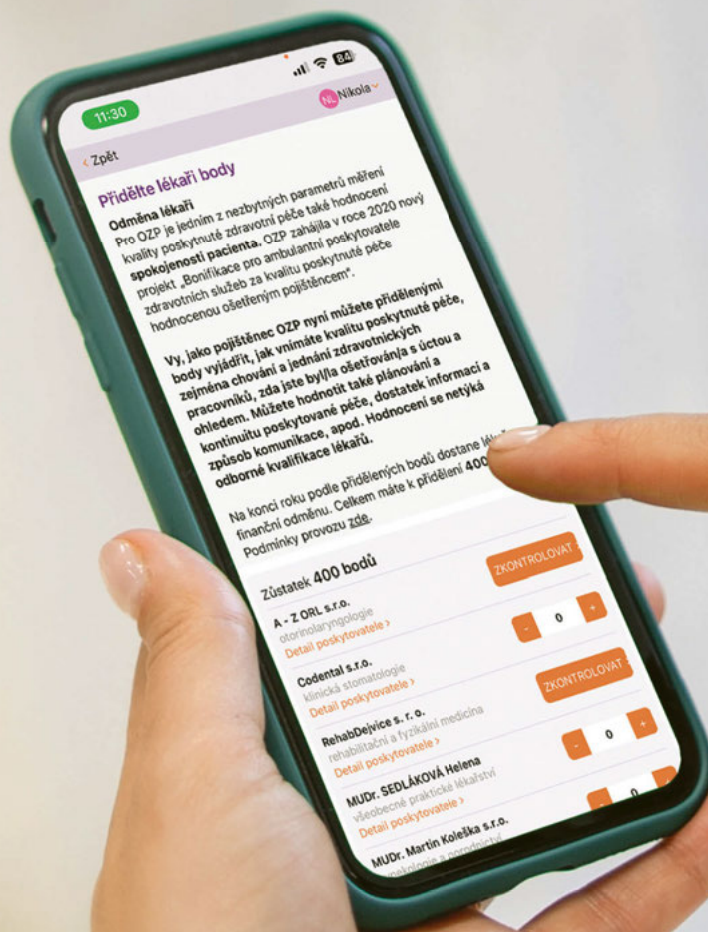 11:30
84
< Zpět
NL Nikola
Přidělte lékaři body
Odměna lékaři
Pro OZP je jedním z nezbytných parametrů měření
kvality poskytnuté zdravotní péče také hodnocení
spokojenosti pacienta. OZP zahájila v roce 2020 nový
projekt „Bonifikace pro ambulantní poskytovatele
zdravotních služeb za kvalitu poskytnuté péče
hodnocenou ošetřeným pojištěncem“.
Vy, jako pojištěnec OZP nyní můžete přidělenými
body vyjádřit, jak vnímáte kvalitu poskytnuté péče,
zejména chování a jednání zdravotnických
pracovníků, zda jste byl/la ošetřován/a s úctou a
ohledem. Můžete hodnotit také plánování a
kontinuitu poskytované péče, dostatek informací a
způsob komunikace, apod. Hodnocení se netýká
odborné kvalifikace lékařů.
Na konci roku podle přidělených bodů dostane
finanční odměnu. Celkem máte k přidělení 400
Podmínky provozu zde.
Zůstatek 400 bodů
A - Z ORL s.r.o.
otorinolaryngologie
Detail poskytovatele >
ZKONTROLOVAT
Codental s.r.o.
klinická stomatologie
Detail poskytovatele >
- 0 +
RehabDejvice s. r. o.
rehabilitační a fyzikální medicína
Detail poskytovatele >
ZKONTROLOVAT
MUDr. SEDLÁKOVÁ Helena
všeobecné praktické lékařství
Detail poskytovatele >
- 0 +
MUDr. Martin Koleška s.r.o.
gynekologie a porodnictví
- 0 +